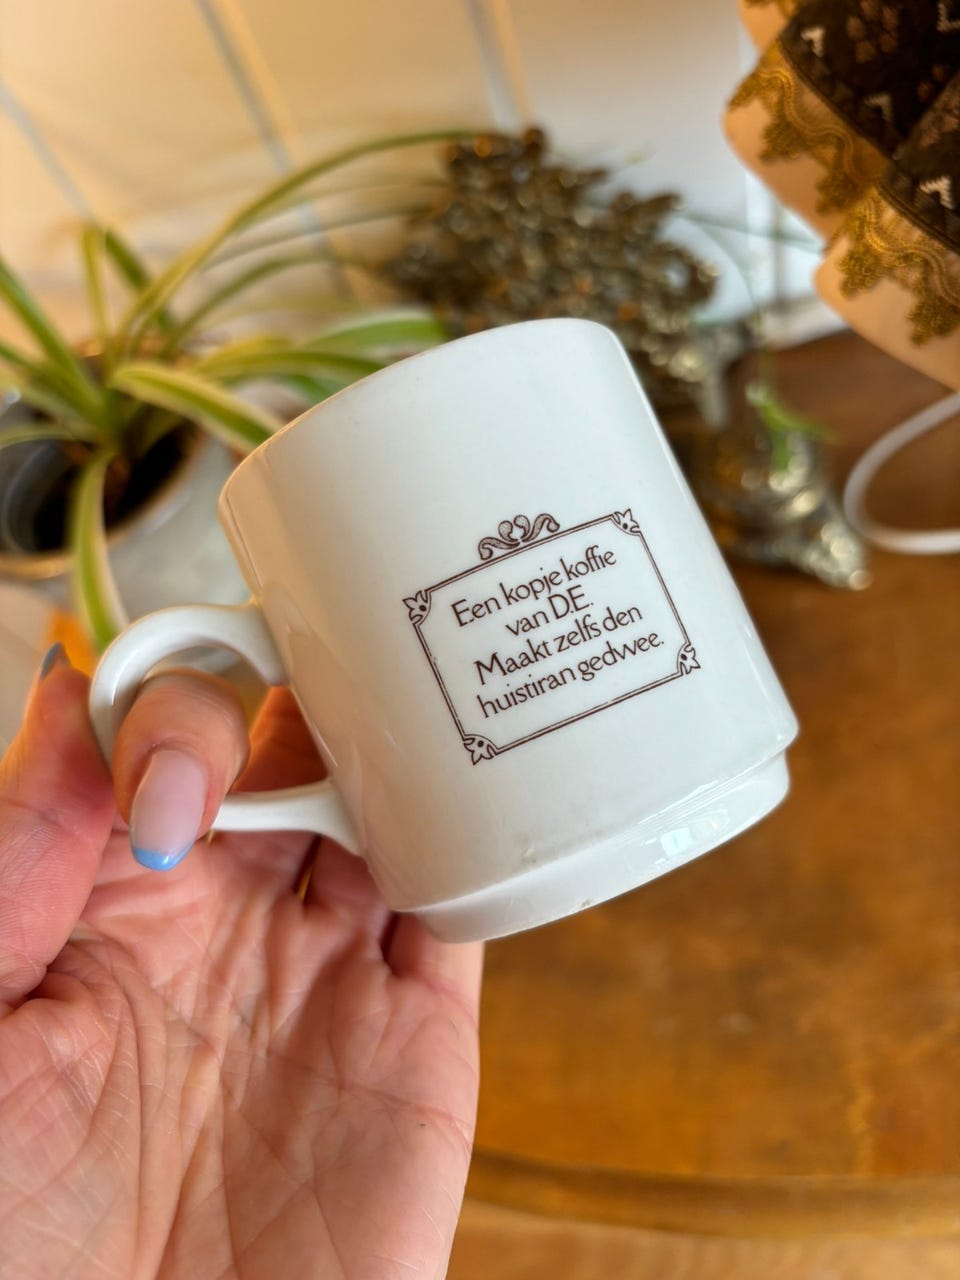 Een kopje koffie
van D.E.
Maakt zelfs den
huistiran gedwee.